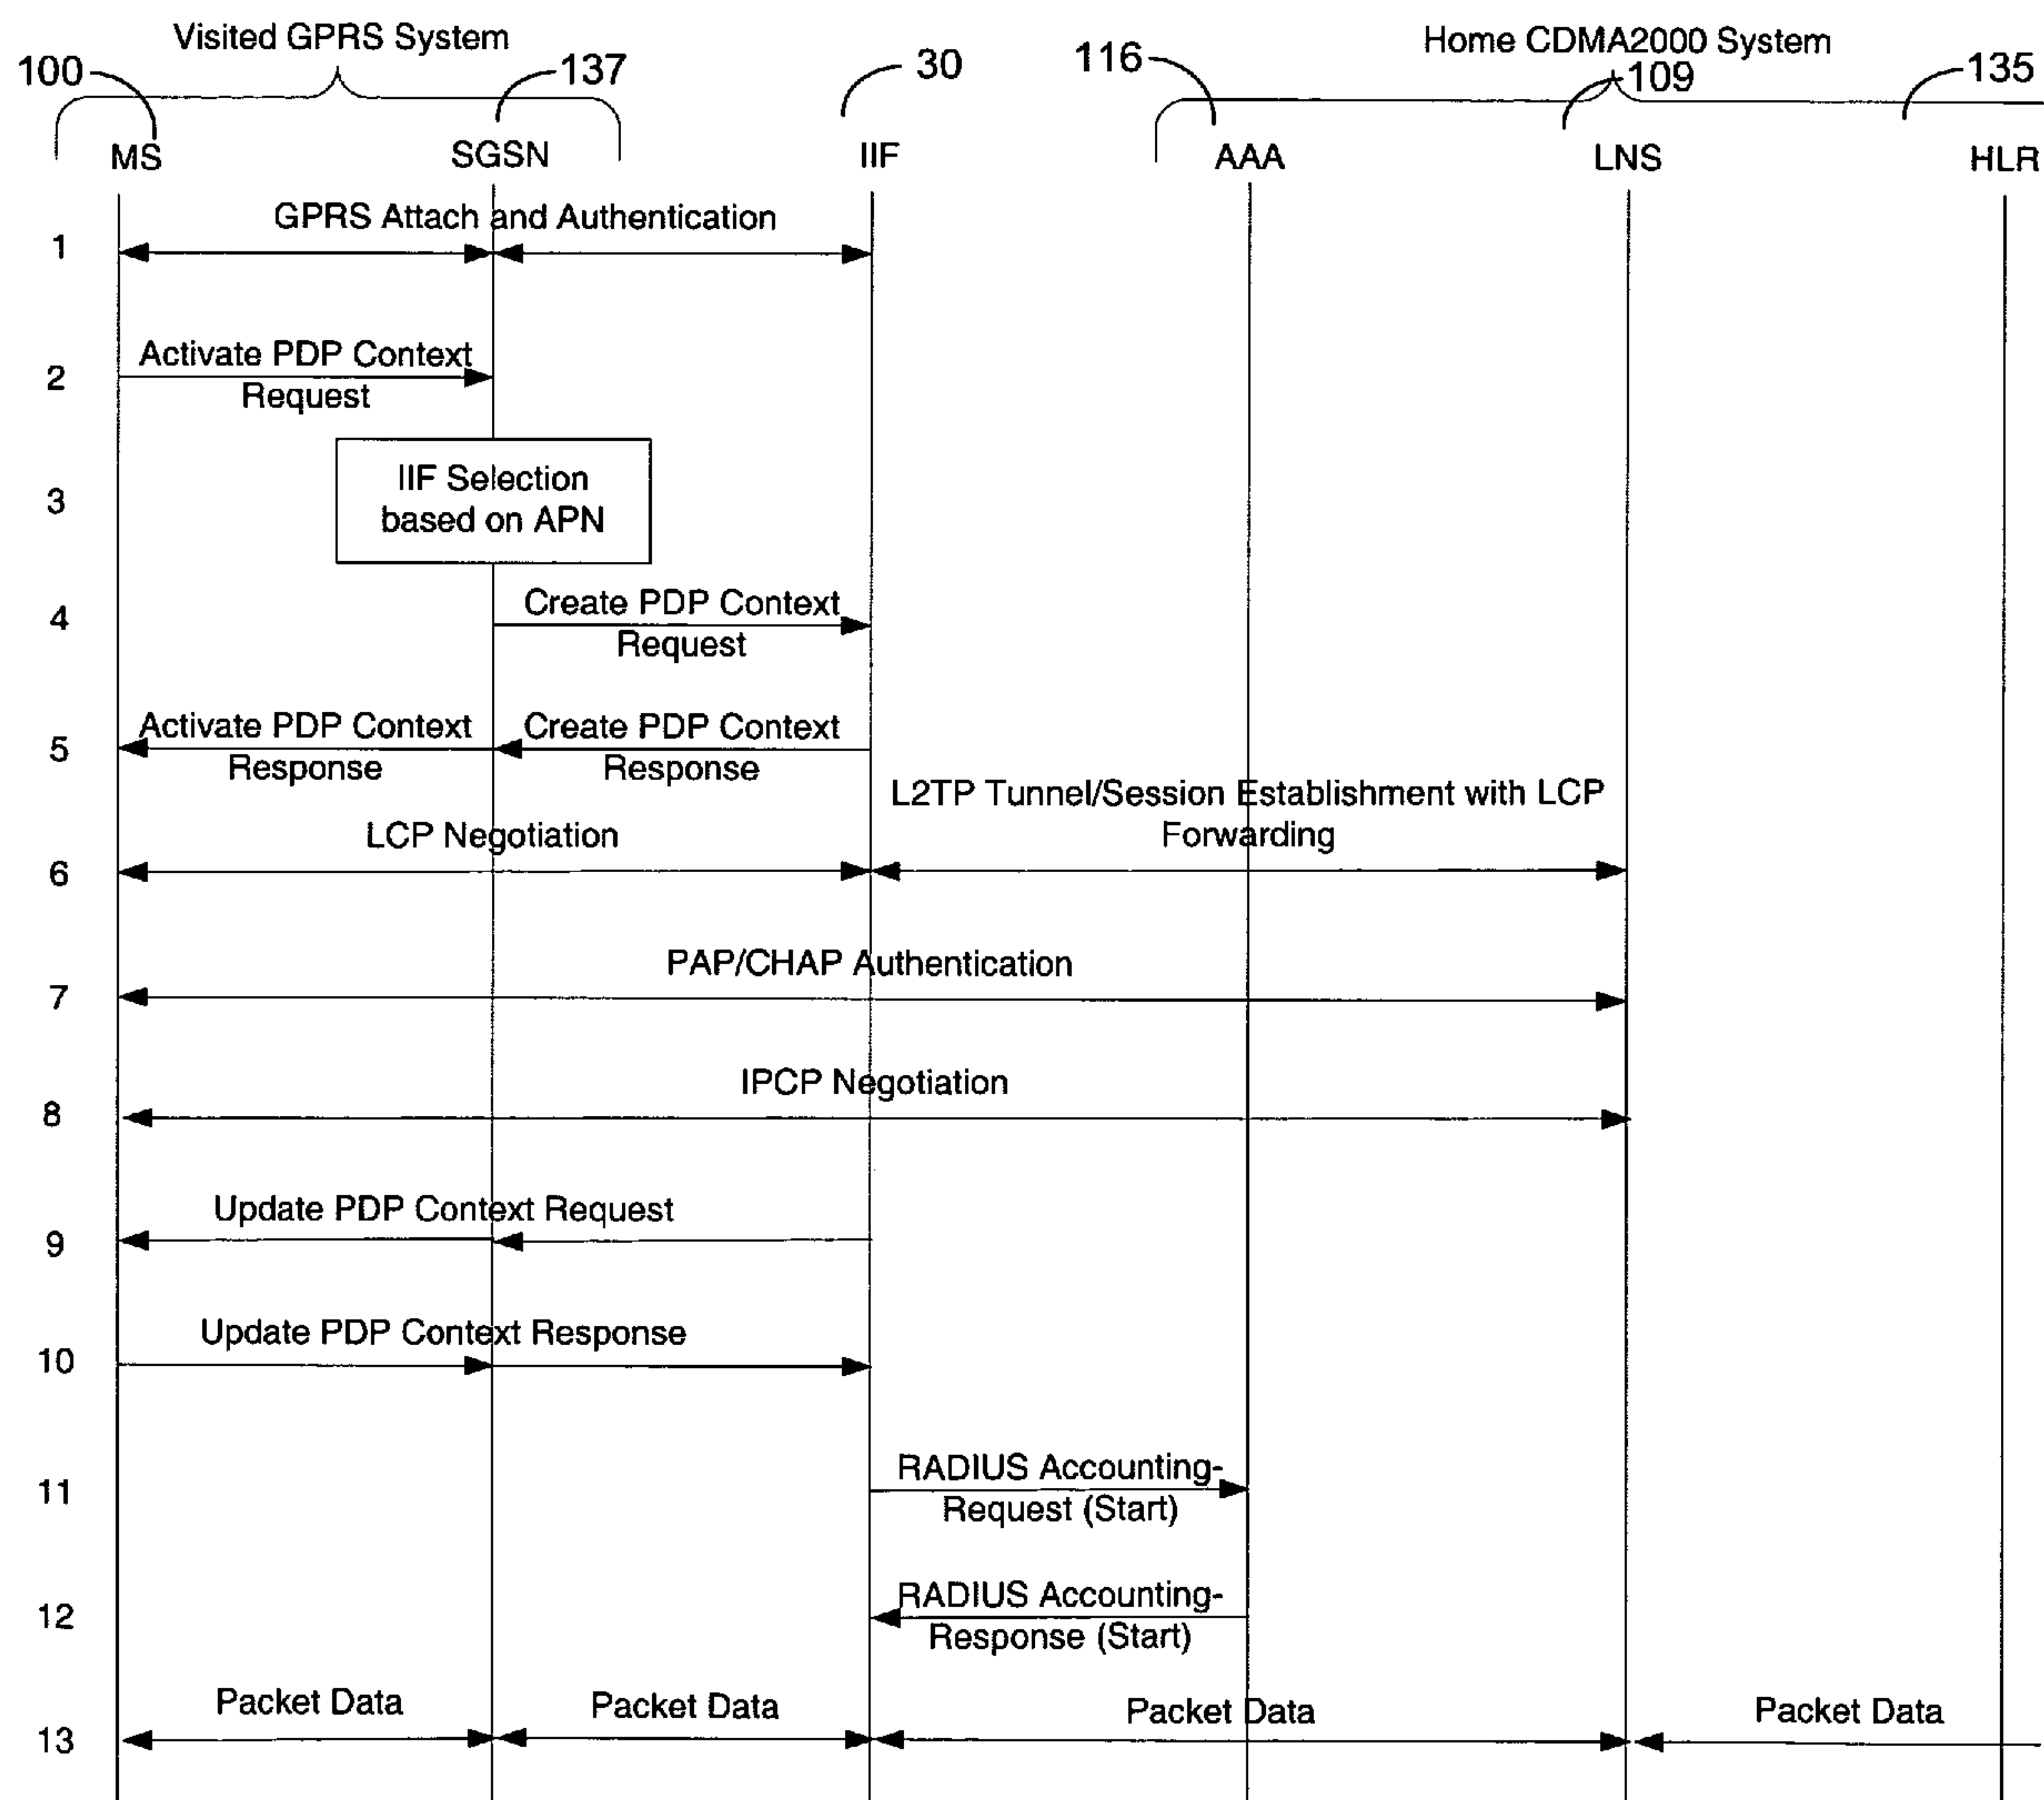 Visited GPRS System
Home CDMA2000 System
100
137
30
116
109
135
MS
SGSN
IIF
AAA
LNS
HLR
GPRS Attach and Authentication
1
Activate PDP Context
2
Request
IIF Selection
3
based on APN
Create PDP Context
4
Request
Activate PDP Context
Create PDP Context
5
Response
Response
L2TP Tunnel/Session Establishment with LCP
Forwarding
LCP Negotiation
6
PAP/CHAP Authentication
7
IPCP Negotiation
8
Update PDP Context Request
9
Update PDP Context Response
10
RADIUS Accounting-
11
Request (Start)
RADIUS Accounting-
12
Response (Start)
Packet Data
Packet Data
Packet Data
Packet Data
13